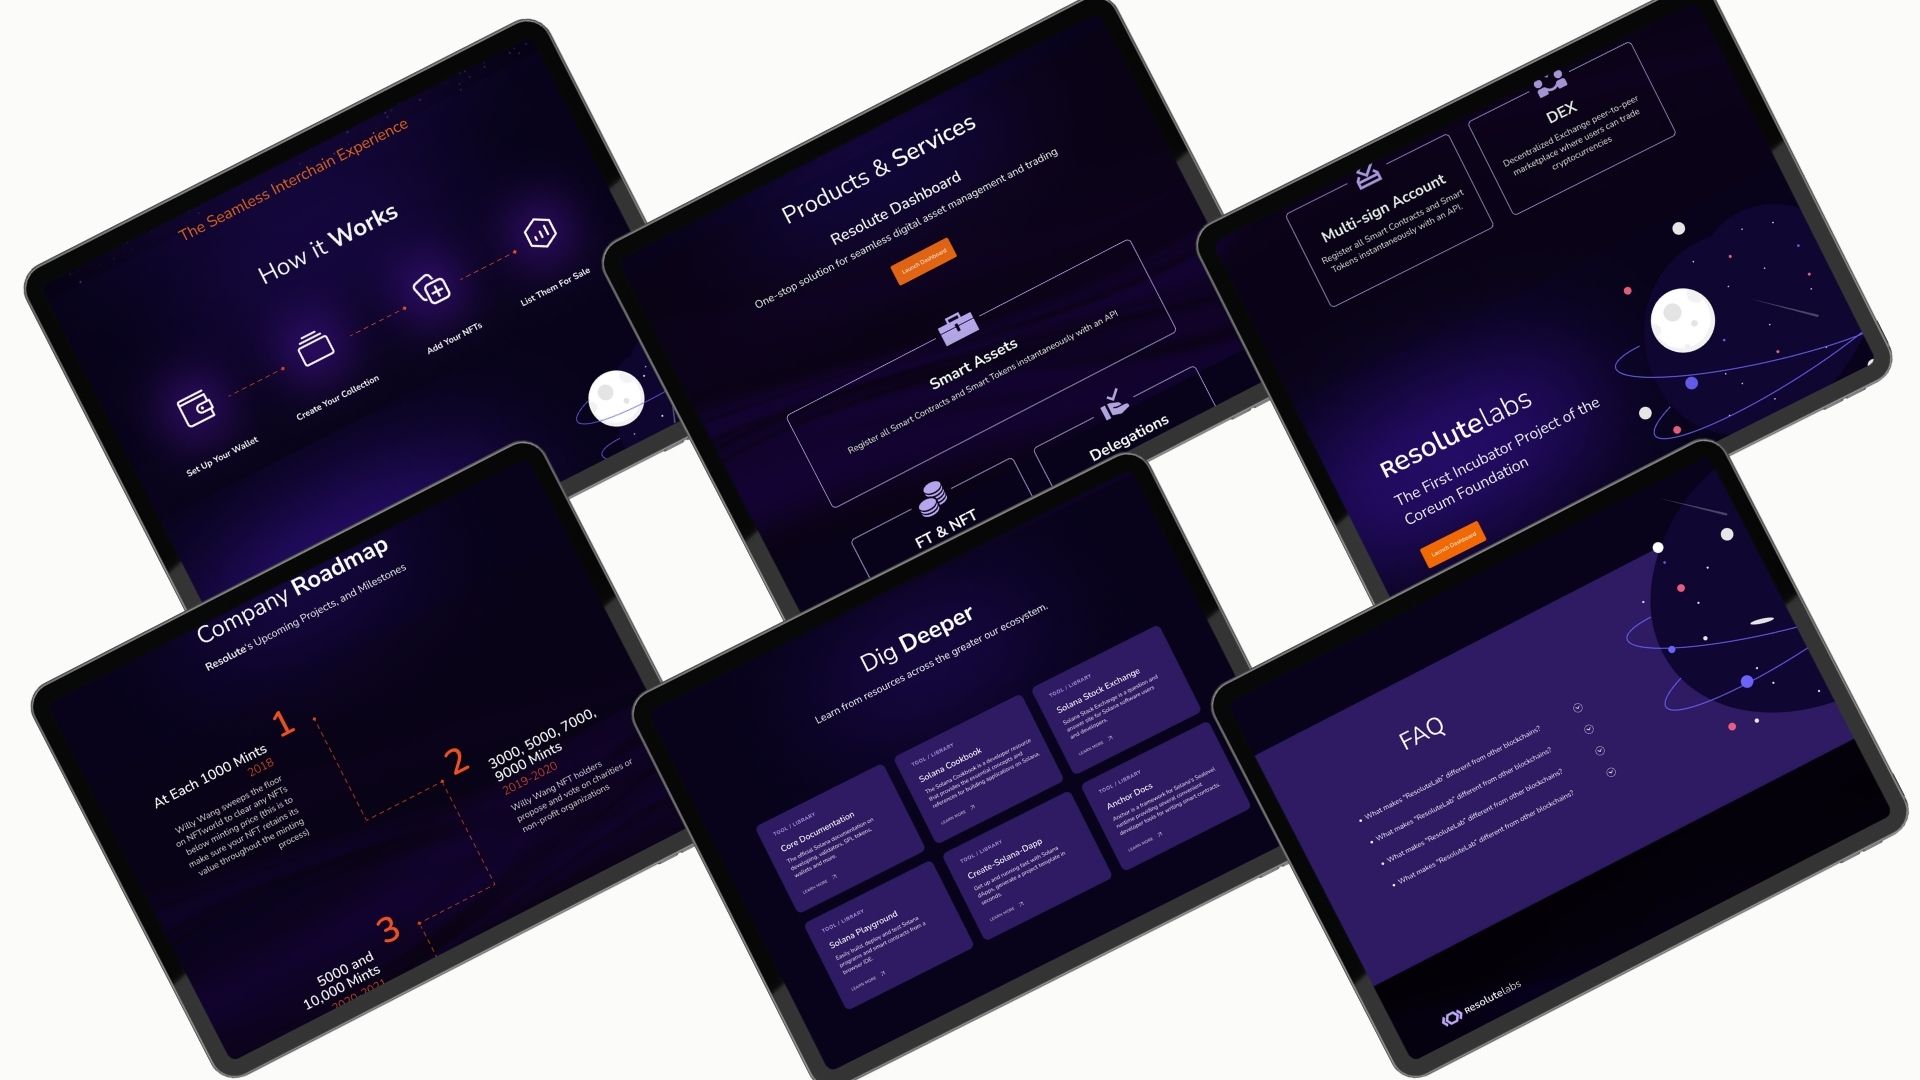 The Seamless Interchain Experience
How it Works
Set Up Your Wallet
Create Your Collection
Add Your NFTs
List Them For Sale
Products & Services
Resolute Dashboard
One-stop solution for seamless digital asset management and trading
Launch Dashboard
Smart Assets
Register all Smart Contracts and Smart Tokens instantaneously with an API
FT & NFT
Delegations
Multi-sign Account
Register all Smart Contracts and Smart
Tokens instantaneously with an API.
DEX
Decentralized Exchange peer-to-peer
marketplace where users can trade
cryptocurrencies
Resolutelabs
The First Incubator Project of the
Coreum Foundation
Launch Dashboard
Company Roadmap
Resolute's Upcoming Projects, and Milestones
1
At Each 1000 Mints
2018
Willy Wang sweeps the floor
on NFTworld to clear any NFTs
below minting price (this is to
make sure your NFT retains its
value throughout the minting
process)
2
3000, 5000, 7000,
9000 Mints
2019-2020
Willy Wang NFT holders
propose and vote on charities or
non-profit organizations
3
5000 and
10,000 Mints
2020-2021
Dig Deeper
Learn from resources across the greater our ecosystem.
TOOL / LIBRARY
Core Documentation
The official Solana documentation on
developing, validators, SPL tokens,
wallets and more.
LEARN MORE
TOOL / LIBRARY
Solana Cookbook
The Solana Cookbook is a developer resource
that provides the essential concepts and
references for building applications on Solana.
LEARN MORE
TOOL / LIBRARY
Solana Stock Exchange
Solana Stack Exchange is a question and
answer site for Solana software users
and developers.
LEARN MORE
TOOL / LIBRARY
Solana Playground
Easily build, deploy and test Solana
programs and smart contracts from a
browser IDE.
LEARN MORE
TOOL / LIBRARY
Create-Solana-Dapp
Get up and running fast with Solana
dApps, generate a project template in
seconds.
LEARN MORE
TOOL / LIBRARY
Anchor Docs
Anchor is a framework for Solana's Sealevel
runtime providing several convenient
developer tools for writing smart contracts.
LEARN MORE
FAQ
What makes "ResoluteLab" different from other blockchains?
What makes "ResoluteLab" different from other blockchains?
What makes "ResoluteLab" different from other blockchains?
What makes "ResoluteLab" different from other blockchains?
Resolutelabs